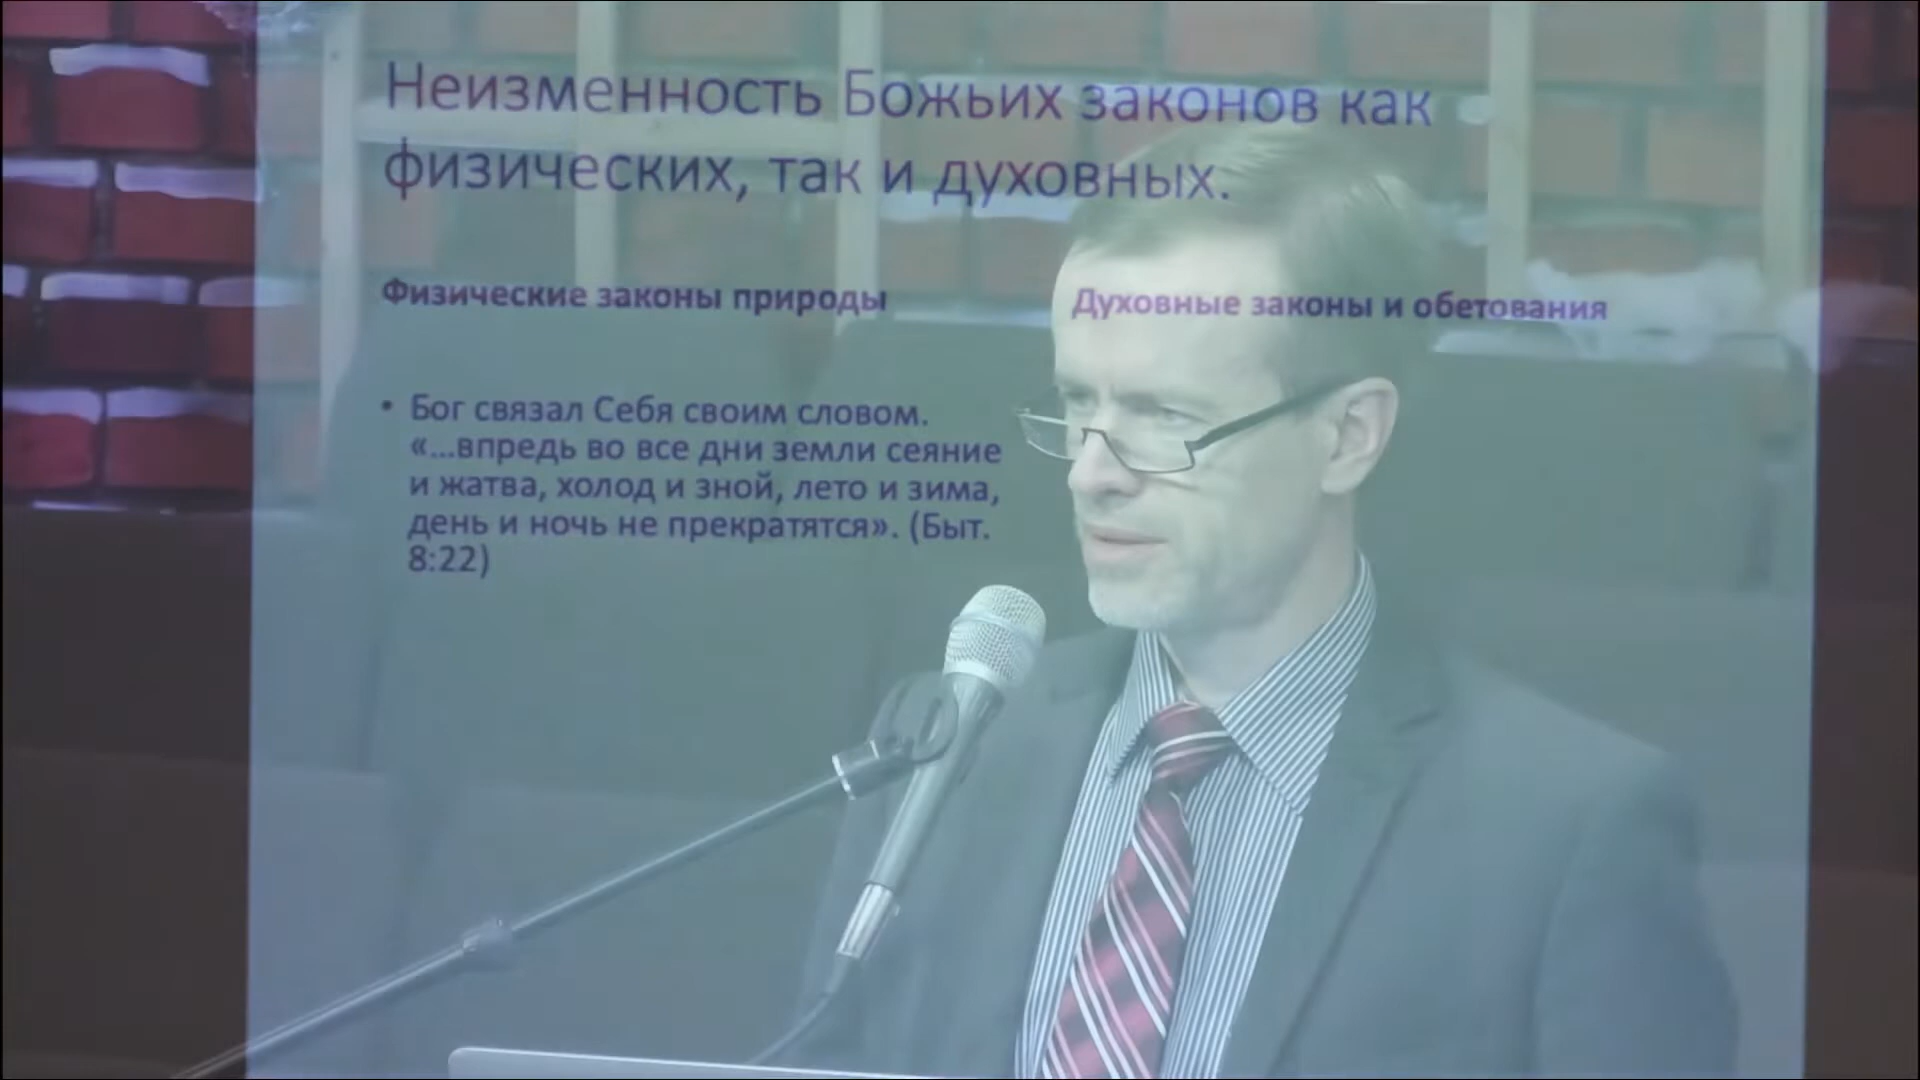 Неизменность Божьих законов как
физических, так и духовных.
Физические законы природы
Духовные законы и обетования
• Бог связал Себя своим словом.
«...впредь во все дни земли сеяние
и жатва, холод и зной, лето и зима,
день и ночь не прекратятся». (Быт.
8:22)